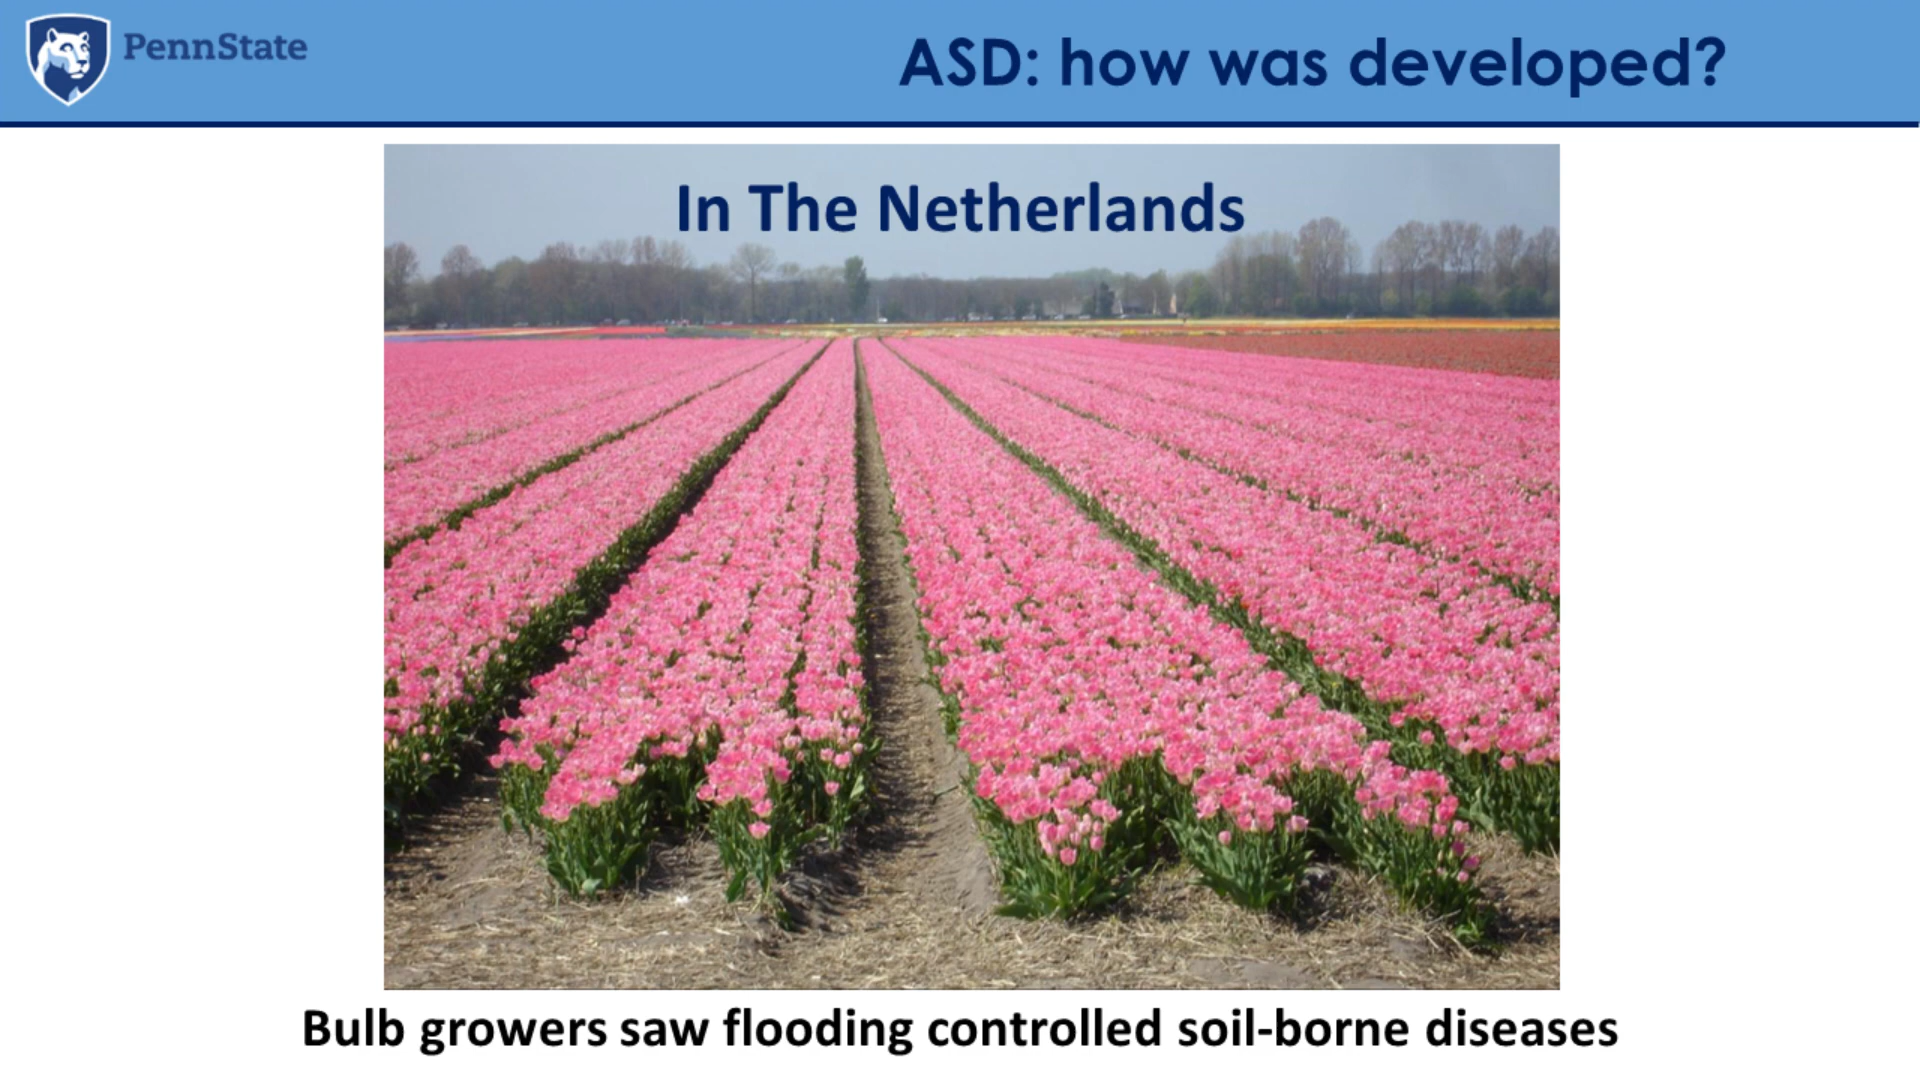 PennState
ASD: how was developed?
In The Netherlands
Bulb growers saw flooding controlled soil-borne diseases